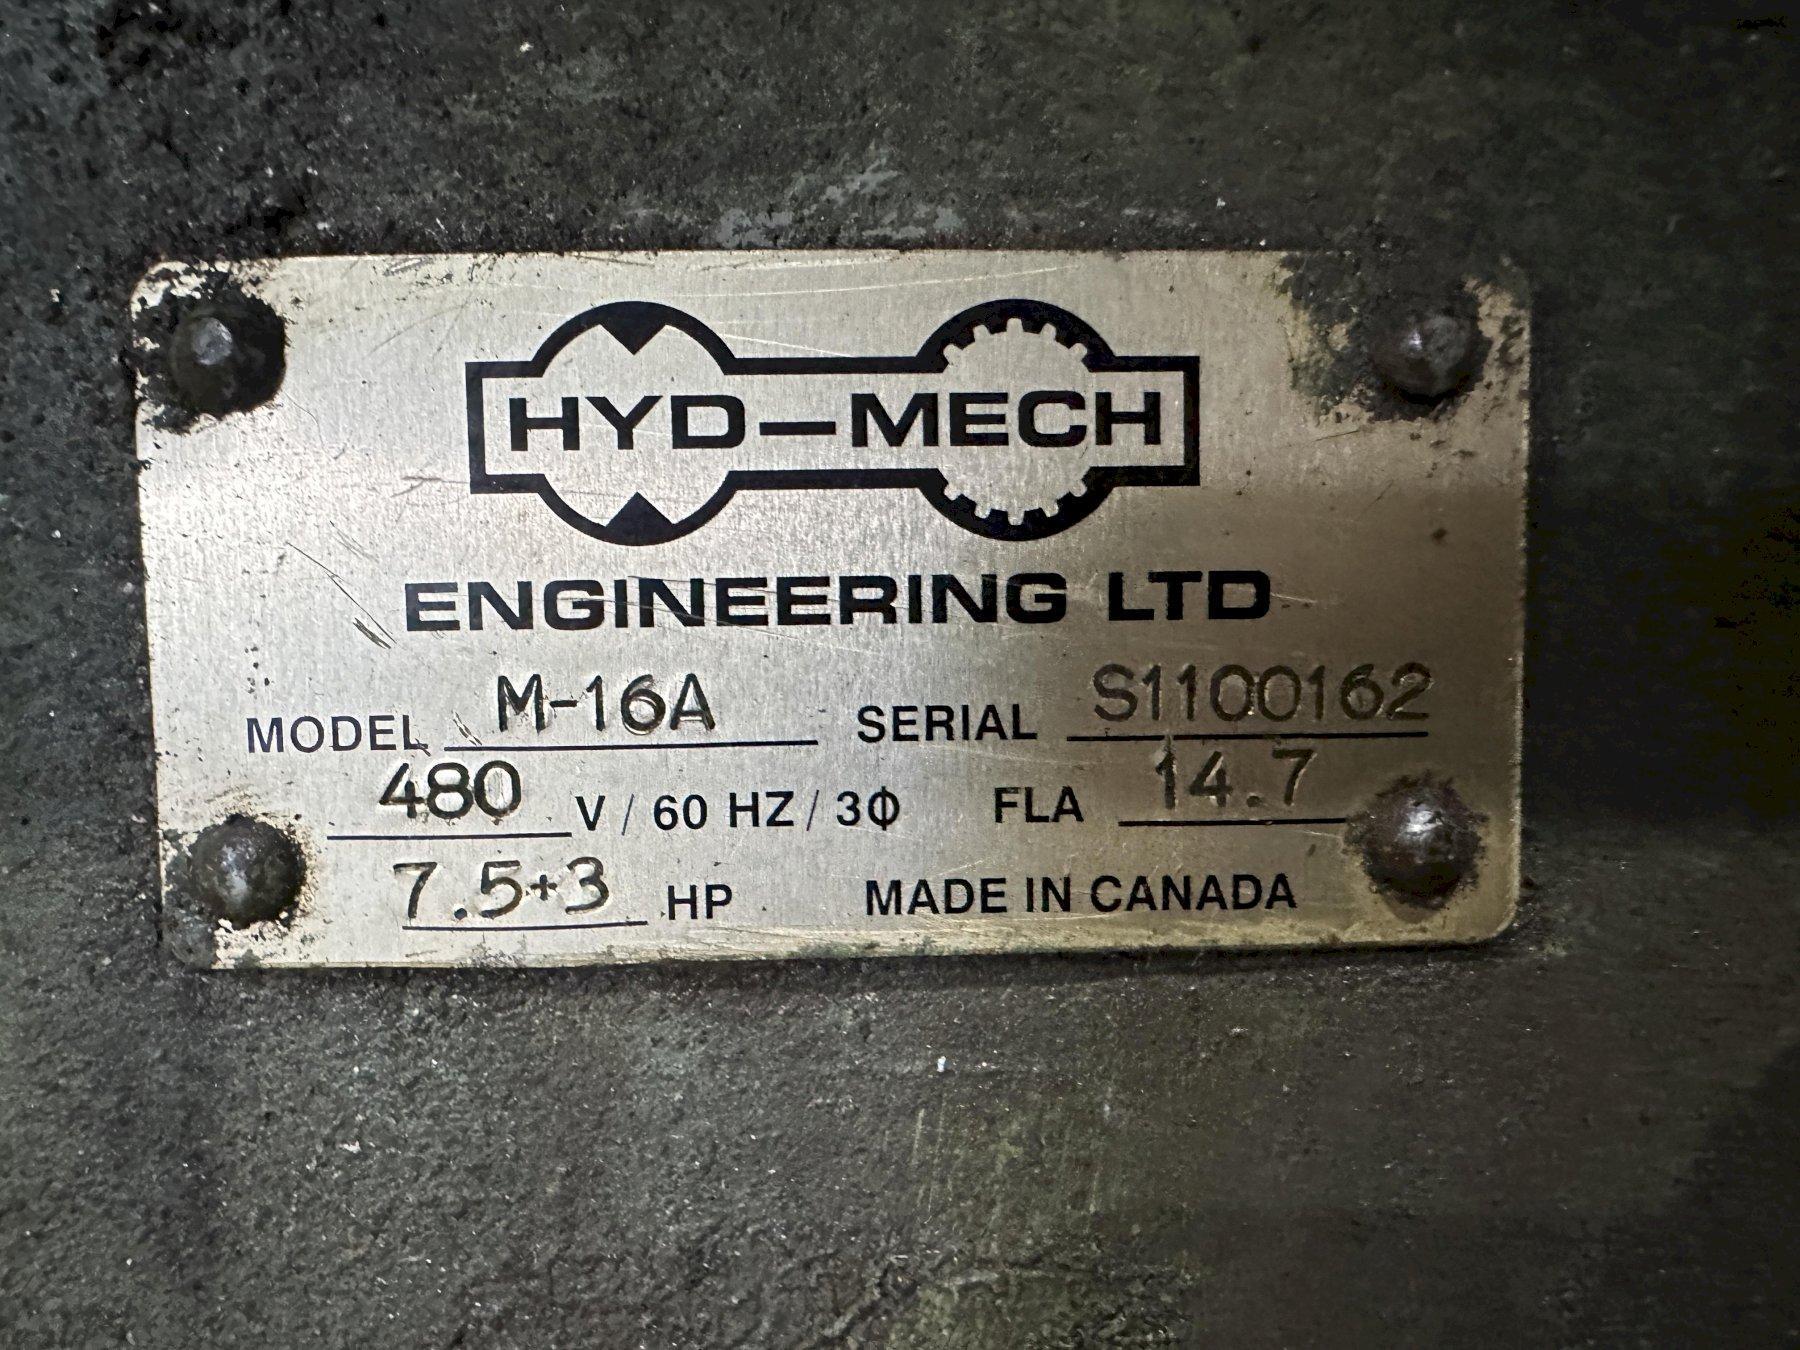 HYD-MECH
ENGINEERING LTD
MODEL M-16A SERIAL S1100162
480 V / 60 HZ / 3Φ FLA 14.7
7.5+3 HP MADE IN CANADA